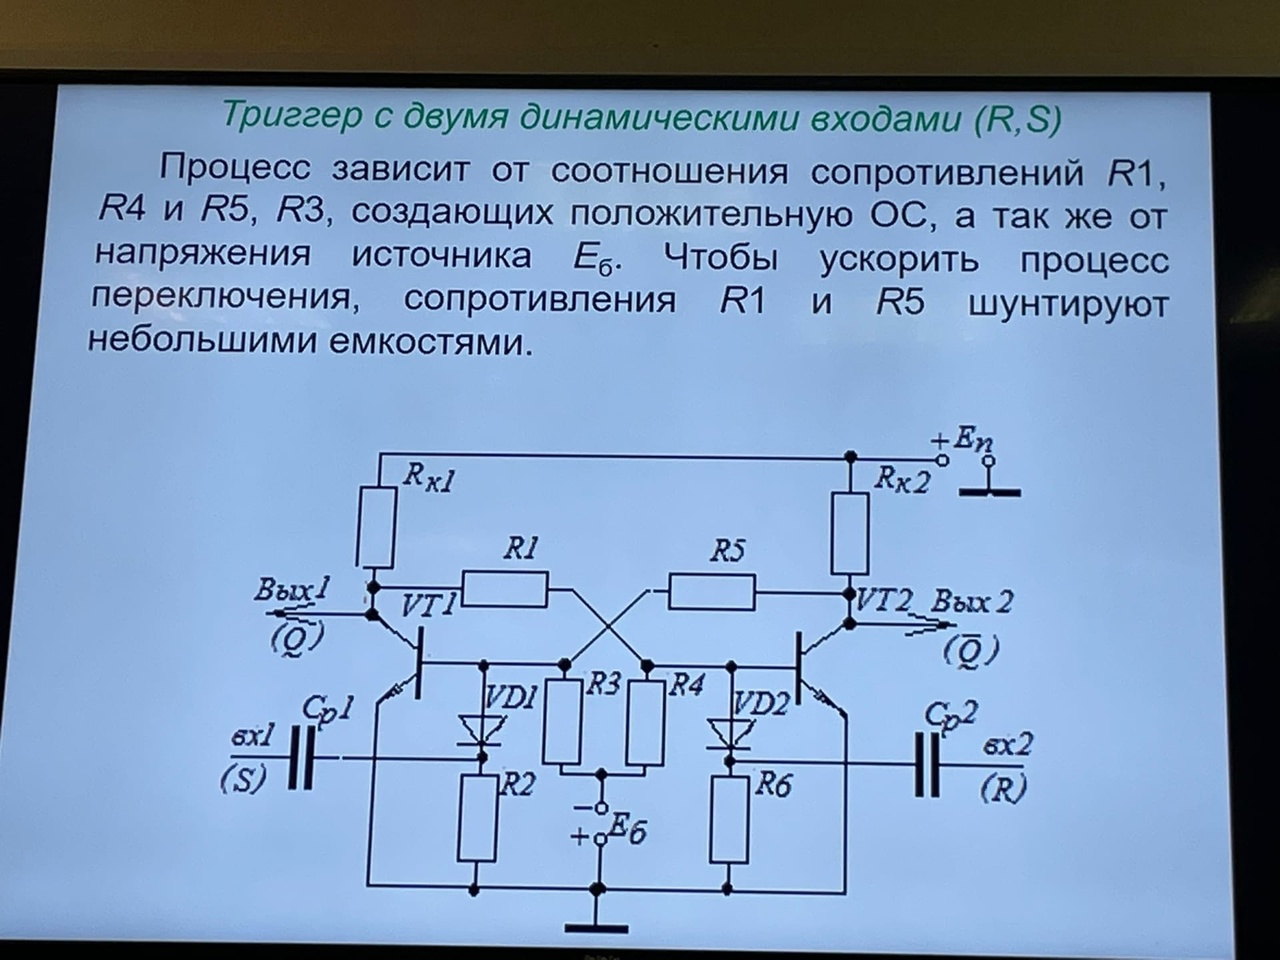 Триггер с двумя динамическими входами (R,S)
Процесс зависит от соотношения сопротивлений R1,
R4 и R5, R3, создающих положительную ОС, а так же от
напряжения источника Eб. Чтобы ускорить процесс
переключения, сопротивления R1 и R5 шунтируют
небольшими емкостями.
+Eп
Rк1
Rк2
R1
R5
Вых1
VT1
VT2
Вых 2
(Q)
(Q̅)
VD1
R3
R4
VD2
Cр1
Cр2
вх1
вх2
(S)
R2
R6
(R)
−
+
Eб